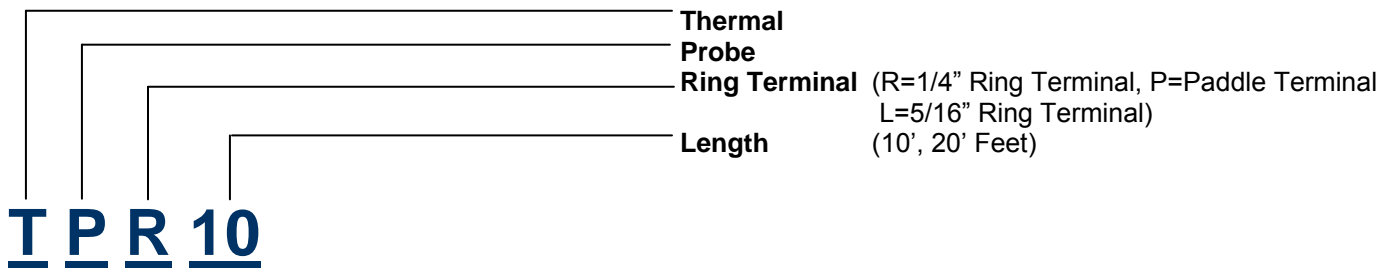 Thermal
Probe
Ring Terminal (R=1/4” Ring Terminal, P=Paddle Terminal
L=5/16” Ring Terminal)
Length (10’, 20’ Feet)
T P R 10